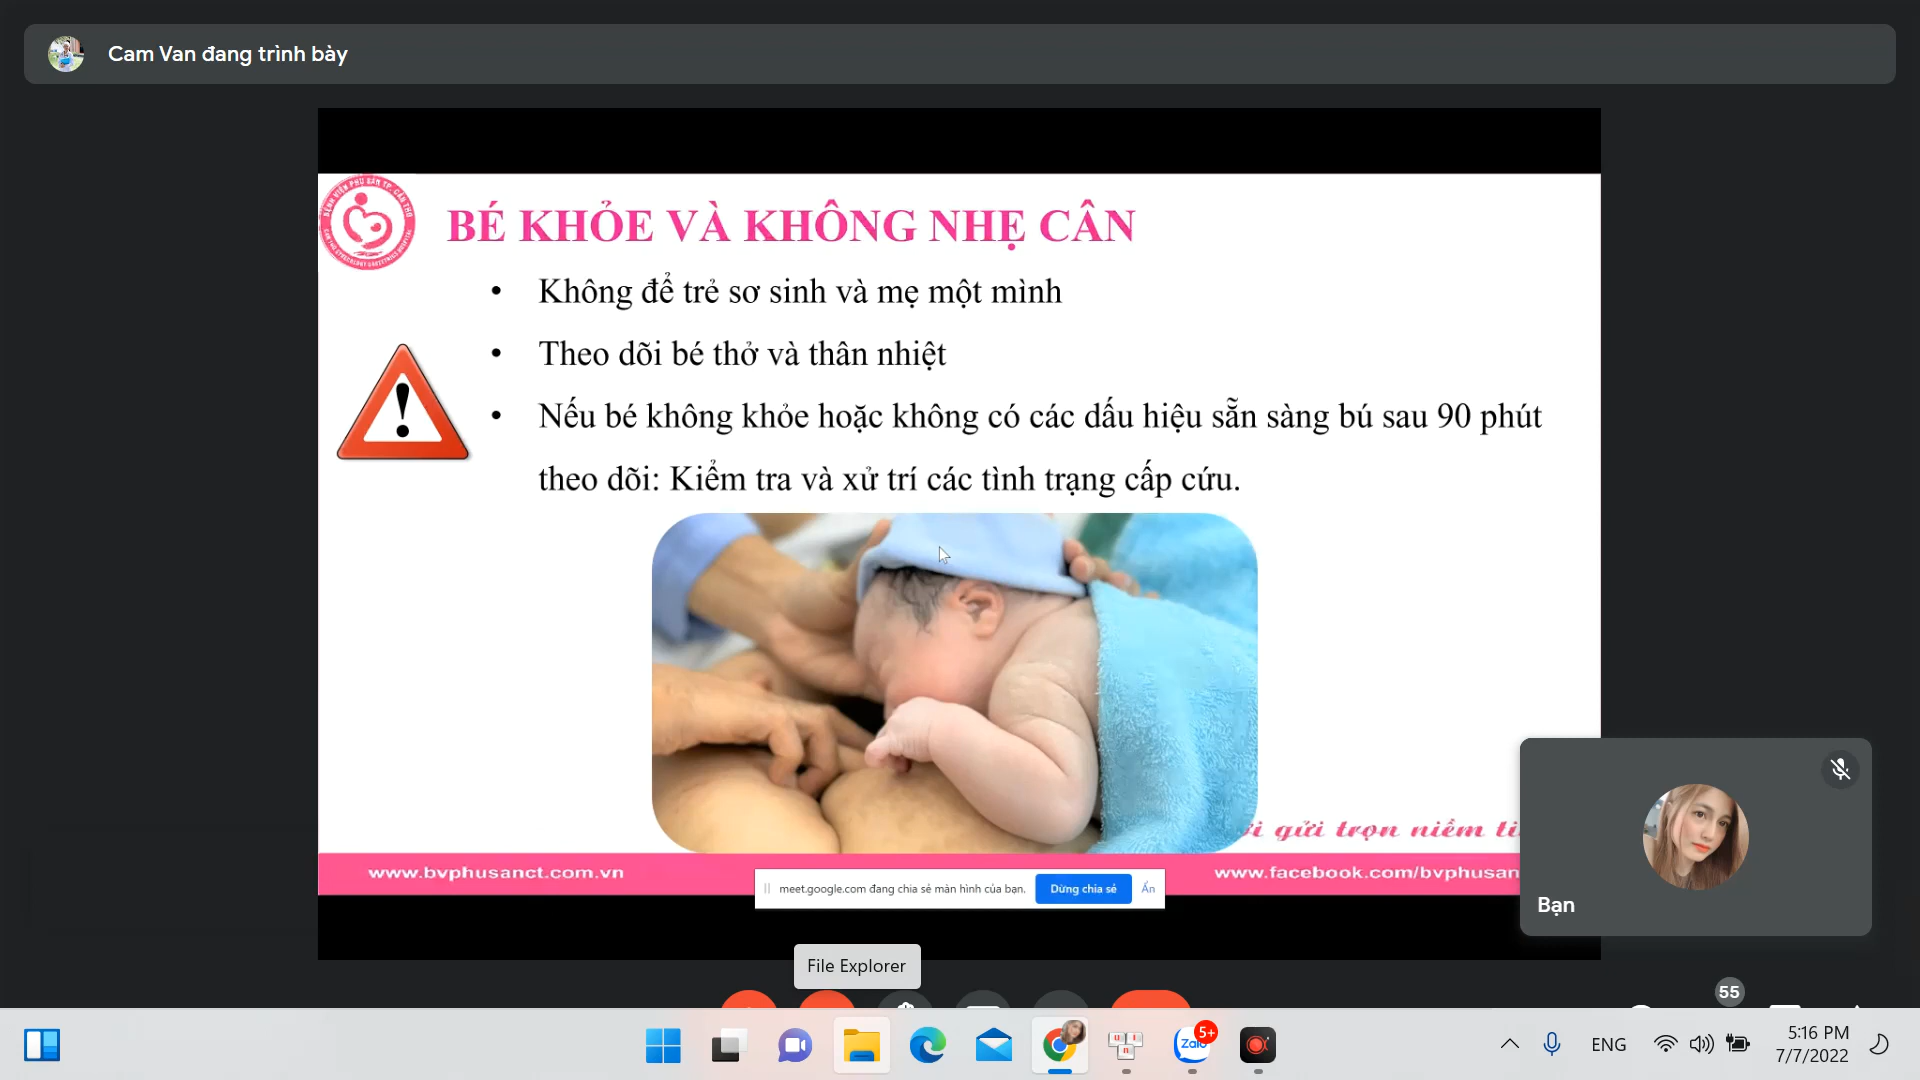 Cam Van đang trình bày
BÉ KHỎE VÀ KHÔNG NHẸ CÂN
• Không để trẻ sơ sinh và mẹ một mình
• Theo dõi bé thở và thân nhiệt
• Nếu bé không khỏe hoặc không có các dấu hiệu sẵn sàng bú sau 90 phút
theo dõi: Kiểm tra và xử trí các tình trạng cấp cứu.
gửi trọn niềm
www.bvphusanct.com.vn
www.facebook.com/bvphusan
meet.google.com đang chia sẻ màn hình của bạn.
Dừng chia sẻ
Ẩn
Bạn
File Explorer
55
5+
Zalo
ENG
5:16 PM
7/7/2022